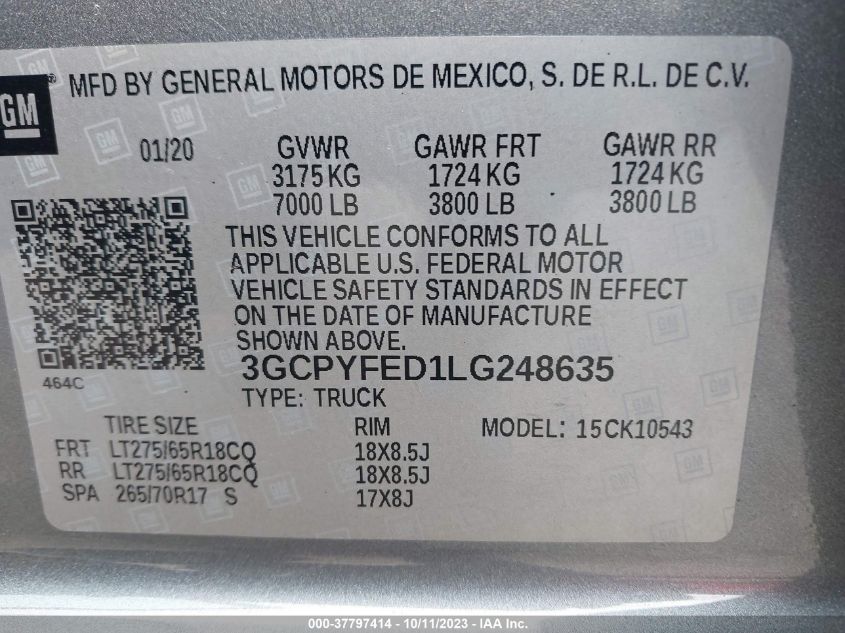 MFD BY GENERAL MOTORS DE MEXICO, S. DE R.L. DE C.V.
GM
01/20 GVWR GAWR FRT GAWR RR
3175 KG 1724 KG 1724 KG
7000 LB 3800 LB 3800 LB
THIS VEHICLE CONFORMS TO ALL
APPLICABLE U.S. FEDERAL MOTOR
VEHICLE SAFETY STANDARDS IN EFFECT
ON THE DATE OF MANUFACTURE
SHOWN ABOVE.
3GCPYFED1LG248635
464C
TYPE: TRUCK
TIRE SIZE RIM MODEL: 15CK10543
FRT LT275/65R18CQ 18X8.5J
RR LT275/65R18CQ 18X8.5J
SPA 265/70R17 S 17X8J
000-37797414 - 10/11/2023 - IAA Inc.